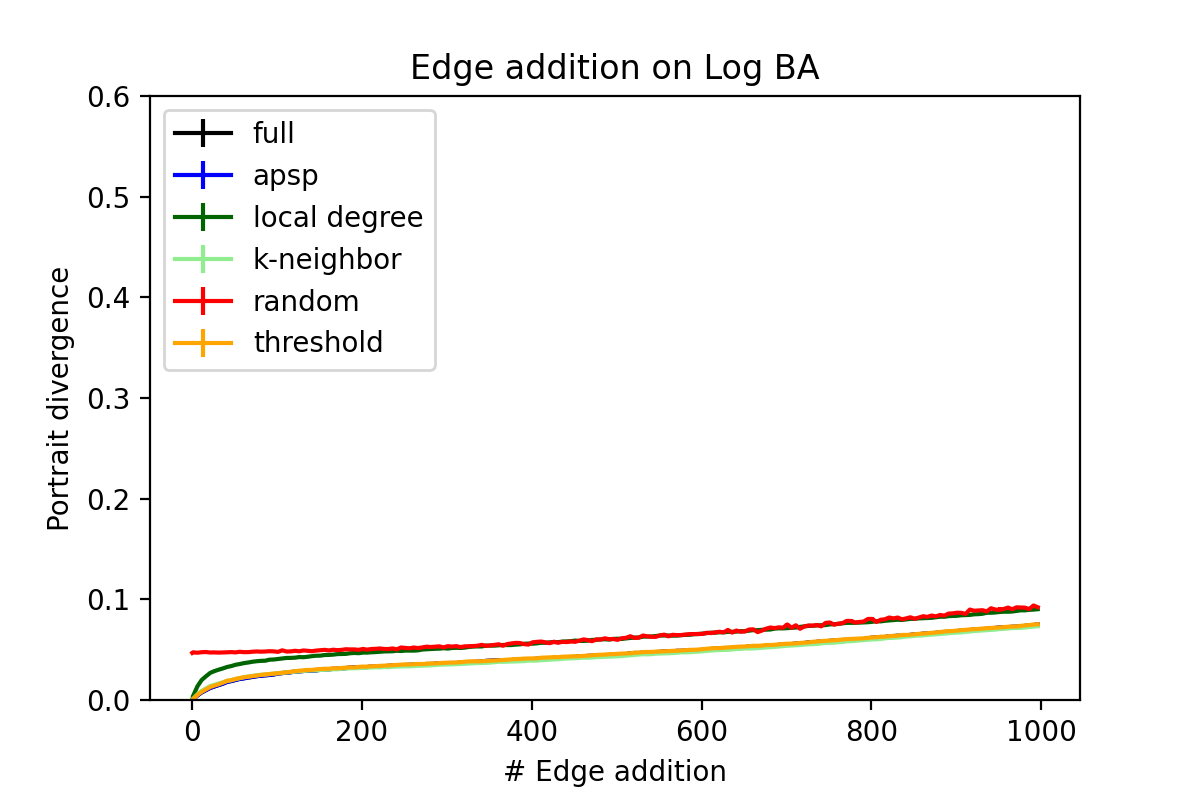 Edge addition on Log BA
Portrait divergence
0.6
0.5
0.4
0.3
0.2
0.1
0.0
full
apsp
local degree
k-neighbor
random
threshold
0
200
400
600
800
1000
# Edge addition